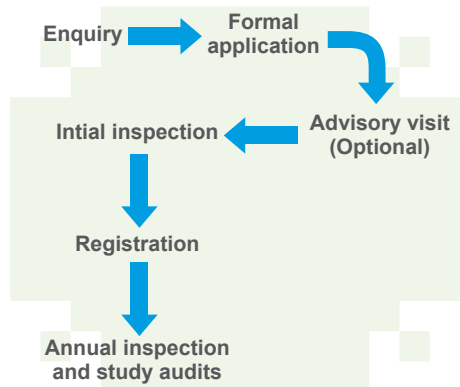 Enquiry
Formal
application
Advisory visit
(Optional)
Intial inspection
Registration
Annual inspection
and study audits